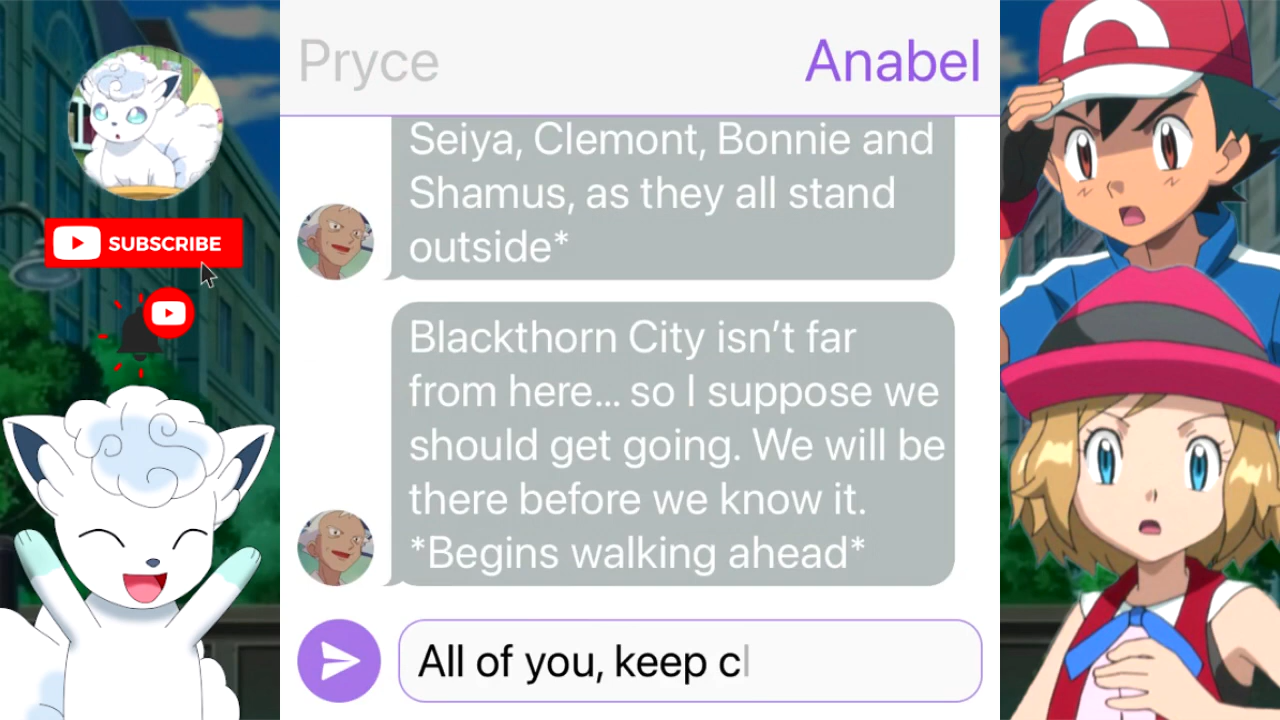 Pryce
Anabel
Seiya, Clemont, Bonnie and
Shamus, as they all stand
outside*
SUBSCRIBE
Blackthorn City isn’t far
from here... so I suppose we
should get going. We will be
there before we know it.
*Begins walking ahead*
All of you, keep c